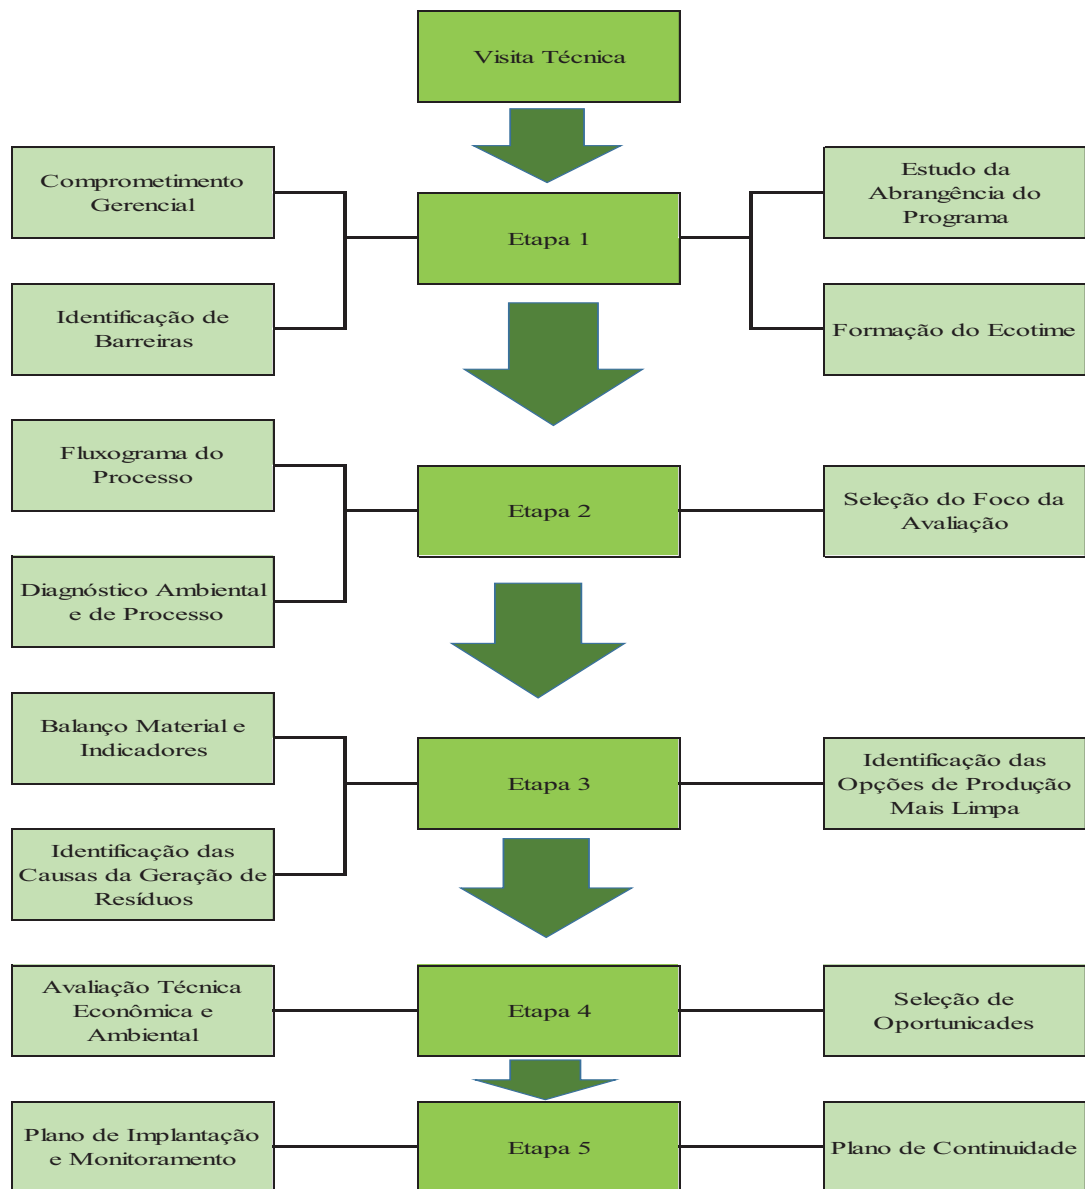 Visita Técnica
Comprometimento
Gerencial
Estudo da
Abrangência do
Programa
Etapa 1
Identificação de
Barreiras
Formação do Ecotime
Fluxograma do
Processo
Etapa 2
Seleção do Foco da
Avaliação
Diagnóstico Ambiental
e de Processo
Balanço Material e
Indicadores
Etapa 3
Identificação das
Opções de Produção
Mais Limpa
Identificação das
Causas da Geração de
Resíduos
Avaliação Técnica
Econômica e
Ambiental
Etapa 4
Seleção de
Oportunicades
Plano de Implantação
e Monitoramento
Etapa 5
Plano de Continuidade